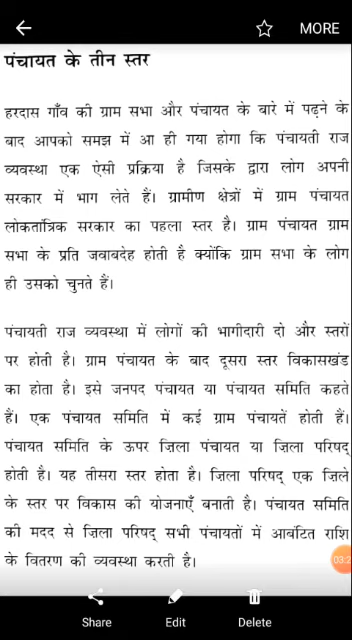 MORE
पंचायत के तीन स्तर
हरदास गाँव की ग्राम सभा और पंचायत के बारे में पढ़ने के
बाद आपको समझ में आ ही गया होगा कि पंचायती राज
व्यवस्था एक ऐसी प्रक्रिया है जिसके द्वारा लोग अपनी
सरकार में भाग लेते हैं। ग्रामीण क्षेत्रों में ग्राम पंचायत
लोकतांत्रिक सरकार का पहला स्तर है। ग्राम पंचायत ग्राम
सभा के प्रति जवाबदेह होती है क्योंकि ग्राम सभा के लोग
ही उसको चुनते हैं।
पंचायती राज व्यवस्था में लोगों की भागीदारी दो और स्तरों
पर होती है। ग्राम पंचायत के बाद दूसरा स्तर विकासखंड
का होता है। इसे जनपद पंचायत या पंचायत समिति कहते
हैं। एक पंचायत समिति में कई ग्राम पंचायतें होती हैं।
पंचायत समिति के ऊपर ज़िला पंचायत या ज़िला परिषद्
होती है। यह तीसरा स्तर होता है। ज़िला परिषद् एक ज़िले
के स्तर पर विकास की योजनाएँ बनाती है। पंचायत समिति
की मदद से ज़िला परिषद् सभी पंचायतों में आबंटित राशि
के वितरण की व्यवस्था करती है।
Share Edit Delete